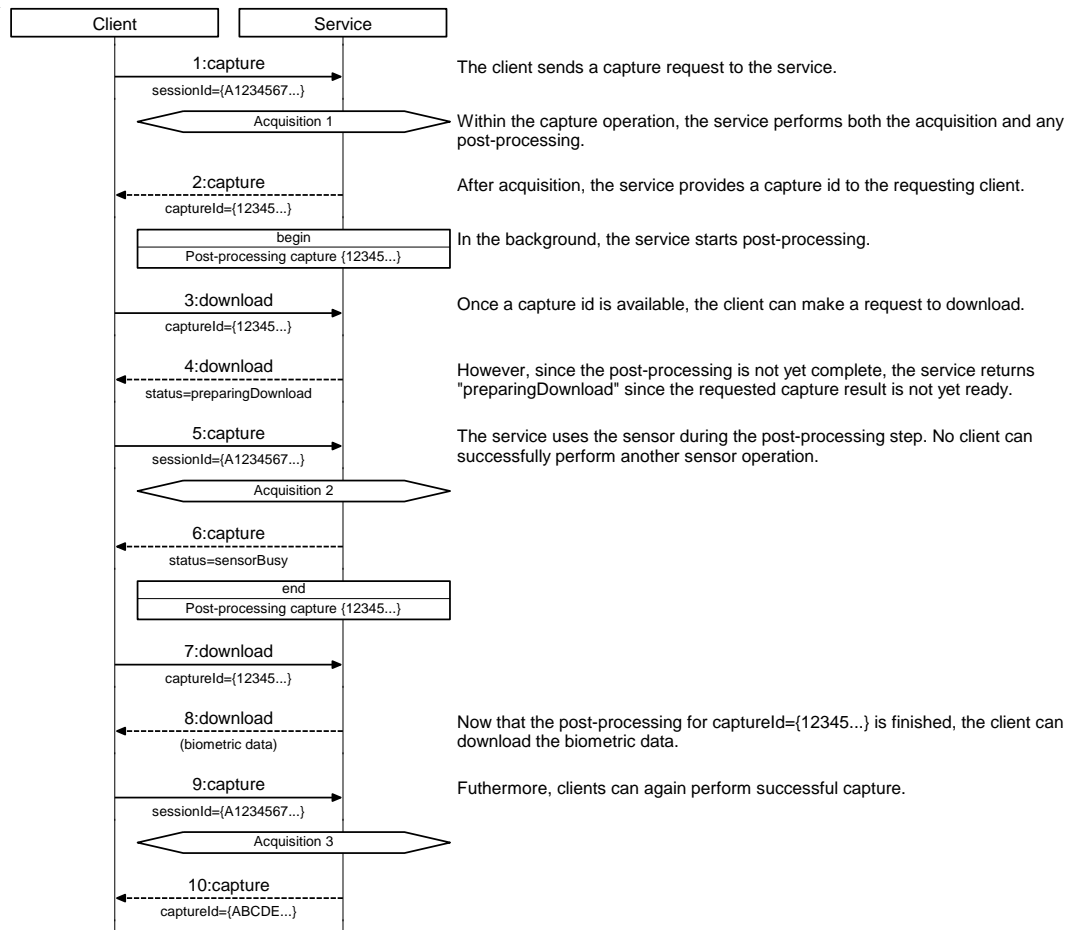 Client
Service
1:capture
sessionId={A1234567...}
The client sends a capture request to the service.
Acquisition 1
Within the capture operation, the service performs both the acquisition and any
post-processing.
2:capture
captureId={12345...}
After acquisition, the service provides a capture id to the requesting client.
begin
Post-processing capture {12345...}
In the background, the service starts post-processing.
3:download
captureId={12345...}
Once a capture id is available, the client can make a request to download.
4:download
status=preparingDownload
However, since the post-processing is not yet complete, the service returns
"preparingDownload" since the requested capture result is not yet ready.
5:capture
sessionId={A1234567...}
The service uses the sensor during the post-processing step. No client can
successfully perform another sensor operation.
Acquisition 2
6:capture
status=sensorBusy
end
Post-processing capture {12345...}
7:download
captureId={12345...}
8:download
(biometric data)
Now that the post-processing for captureId={12345...} is finished, the client can
download the biometric data.
9:capture
sessionId={A1234567...}
Futhermore, clients can again perform successful capture.
Acquisition 3
10:capture
captureId={ABCDE...}